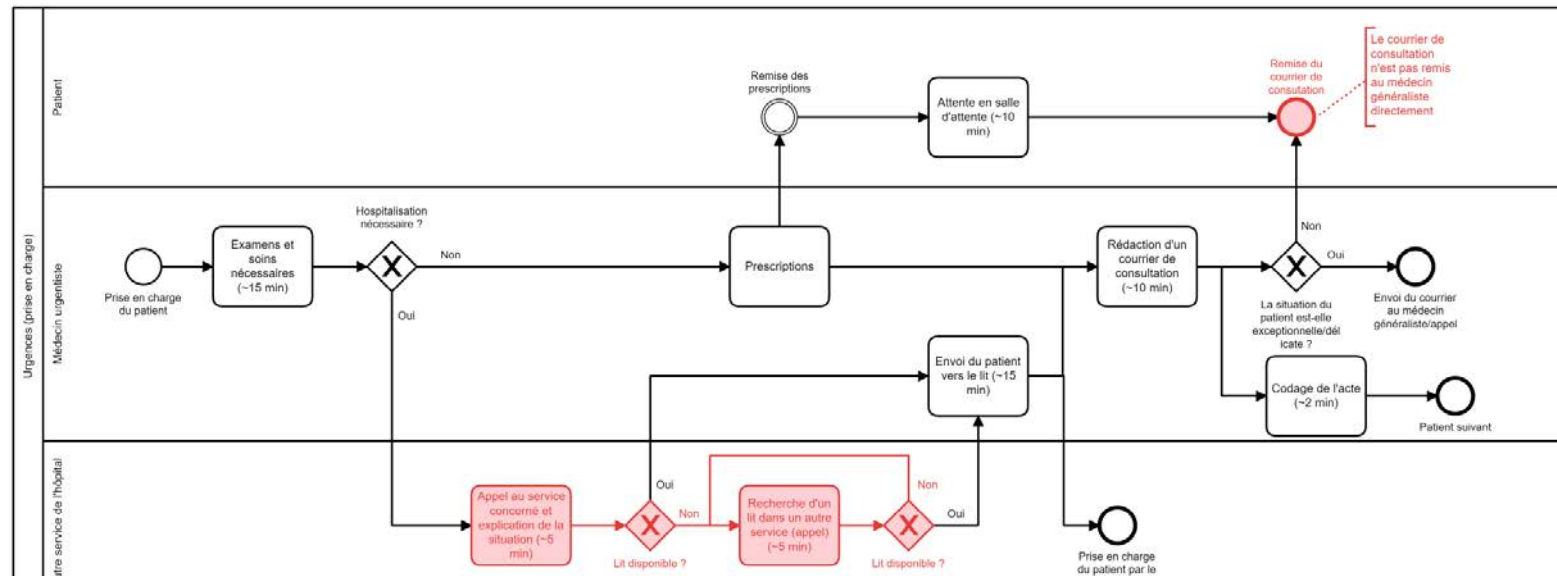 Urgences (prise en charge)
Patient
Remise des
prescriptions
Attente en salle
d'attente (~10
min)
Remise du
courrier de
consutation
Le courrier de
consultation
n'est pas remis
au médecin
généraliste
directement
Médecin urgentiste
Prise en charge
du patient
Examens et
soins
nécessaires
(~15 min)
Hospitalisation
nécessaire ?
Non
Oui
Prescriptions
Rédaction d'un
courrier de
consultation
(~10 min)
Non
Oui
La situation du
patient est-elle
exceptionnelle/dél
icate ?
Envoi du courrier
au médecin
généraliste/appel
Envoi du patient
vers le lit (~15
min)
Codage de l'acte
(~2 min)
Patient suivant
utre service de l'hôpital
Appel au service
concerné et
explication de la
situation (~5
min)
Oui
Non
Lit disponible ?
Recherche d'un
lit dans un autre
service (appel)
(~5 min)
Non
Oui
Lit disponible ?
Prise en charge
du patient par le